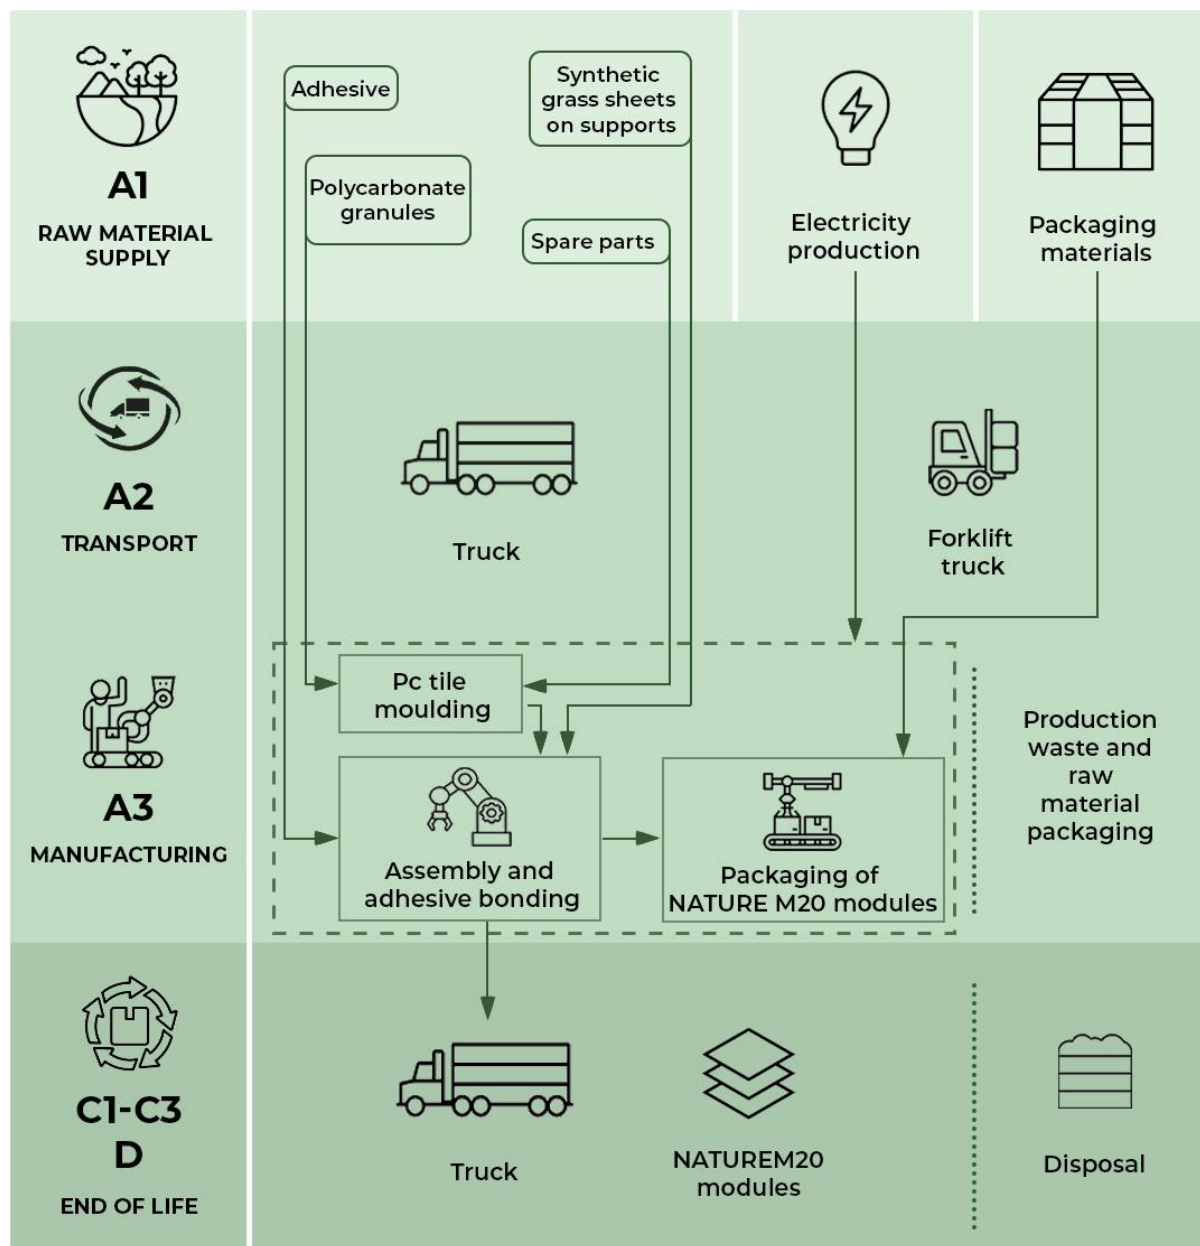 A1
RAW MATERIAL
SUPPLY
Adhesive
Synthetic
grass sheets
on supports
Polycarbonate
granules
Spare parts
Electricity
production
Packaging
materials
A2
TRANSPORT
Truck
Forklift
truck
A3
MANUFACTURING
Pc tile
moulding
Assembly and
adhesive bonding
Packaging of
NATURE M20 modules
Production
waste and
raw
material
packaging
C1-C3
D
END OF LIFE
Truck
NATUREM20
modules
Disposal